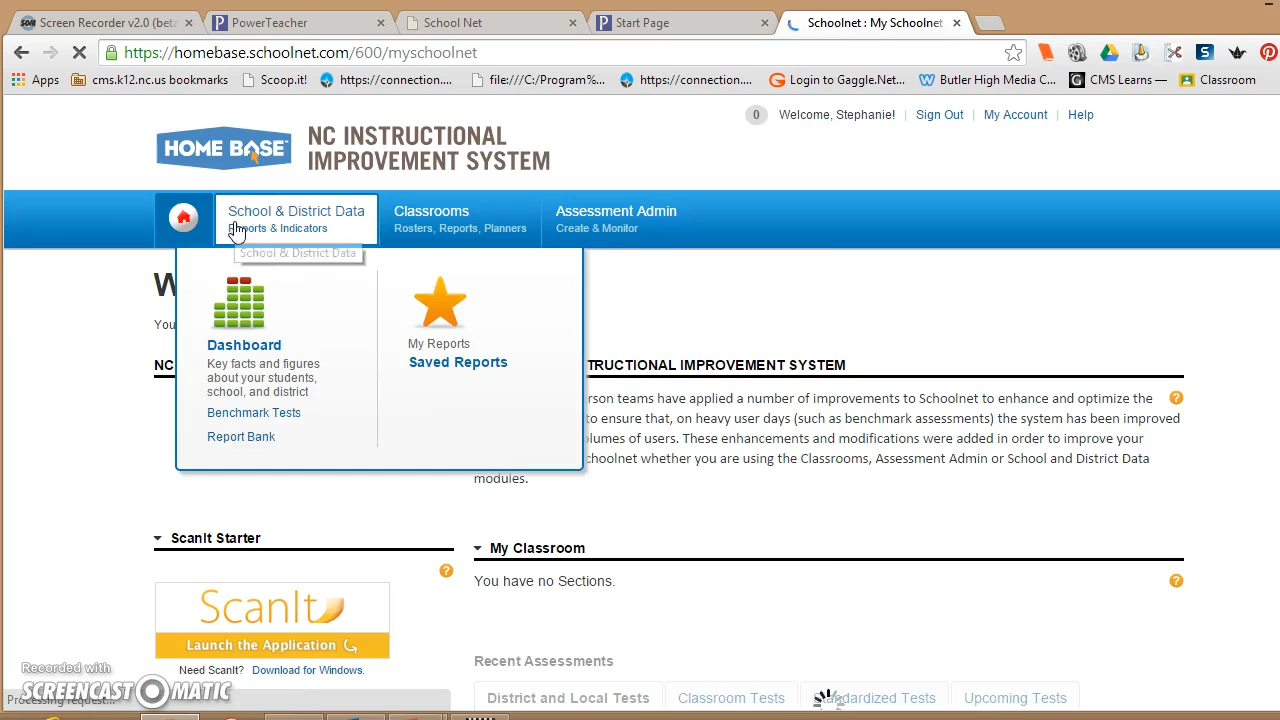 Screen Recorder v2.0 (beta
PowerTeacher
School Net
Start Page
Schoolnet : My Schoolnet
https://homebase.schoolnet.com/600/myschoolnet
Apps
cms.k12.nc.us bookmarks
Scoop.it!
https://connection....
file:///C:/Program%...
https://connection....
Login to Gaggle.Net...
Butler High Media C...
CMS Learns —
Classroom
0
Welcome, Stephanie!
Sign Out
My Account
Help
HOME BASE
NC INSTRUCTIONAL
IMPROVEMENT SYSTEM
School & District Data
Reports & Indicators
Classrooms
Rosters, Reports, Planners
Assessment Admin
Create & Monitor
School & District Data
W
You
NC
Dashboard
Key facts and figures
about your students,
school, and district
Benchmark Tests
Report Bank
My Reports
Saved Reports
TRUCTIONAL IMPROVEMENT SYSTEM
rson teams have applied a number of improvements to Schoolnet to enhance and optimize the
to ensure that, on heavy user days (such as benchmark assessments) the system has been improved
lumes of users. These enhancements and modifications were added in order to improve your
choolnet whether you are using the Classrooms, Assessment Admin or School and District Data
modules.
ScanIt Starter
ScanIt
Launch the Application
Need ScanIt? Download for Windows.
My Classroom
You have no Sections.
Recent Assessments
District and Local Tests
Classroom Tests
Standardized Tests
Upcoming Tests
Recorded with
SCREENCAST O MATIC
Processing request...